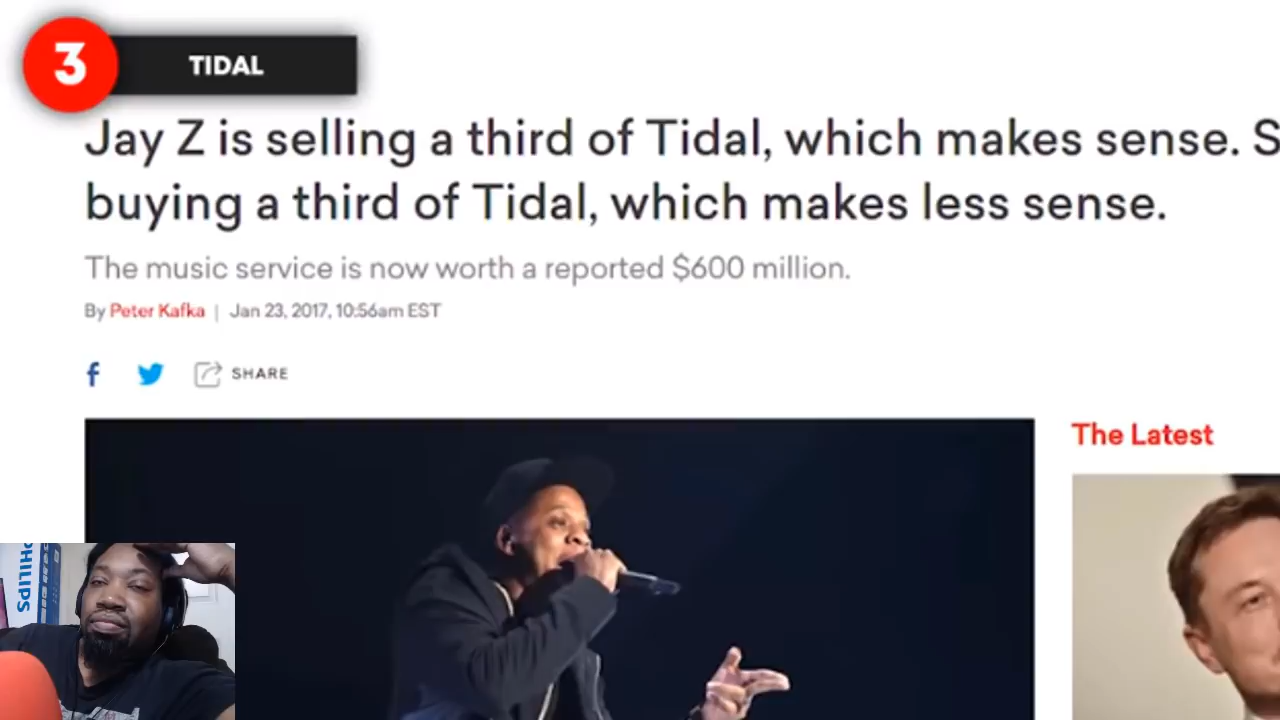 3
TIDAL
Jay Z is selling a third of Tidal, which makes sense. S
buying a third of Tidal, which makes less sense.
The music service is now worth a reported $600 million.
By Peter Kafka | Jan 23, 2017, 10:56am EST
SHARE
The Latest
PHILIPS